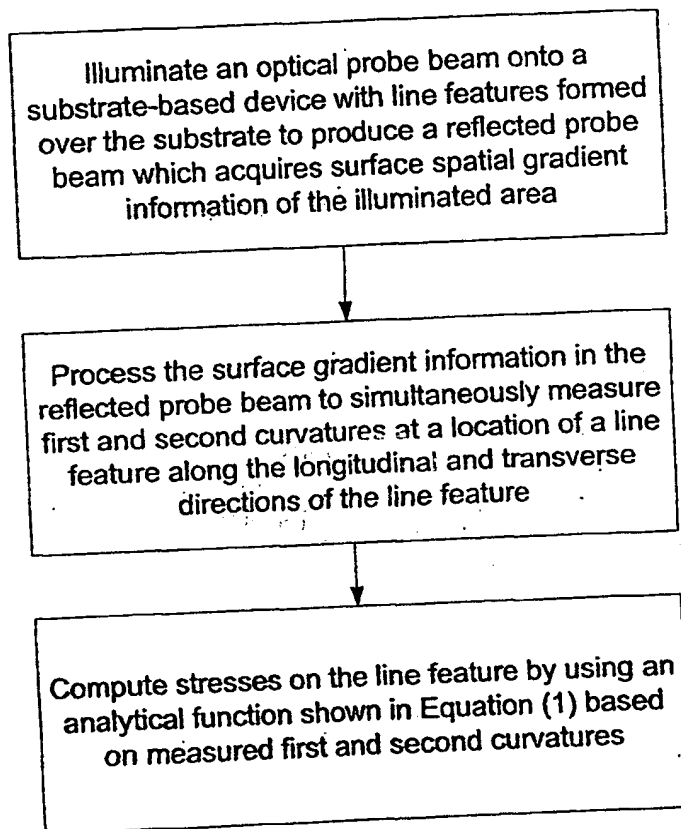 Illuminate an optical probe beam onto a
substrate-based device with line features formed
over the substrate to produce a reflected probe
beam which acquires surface spatial gradient
information of the illuminated area
Process the surface gradient information in the
reflected probe beam to simultaneously measure
first and second curvatures at a location of a line
feature along the longitudinal and transverse
directions of the line feature
Compute stresses on the line feature by using an
analytical function shown in Equation (1) based
on measured first and second curvatures